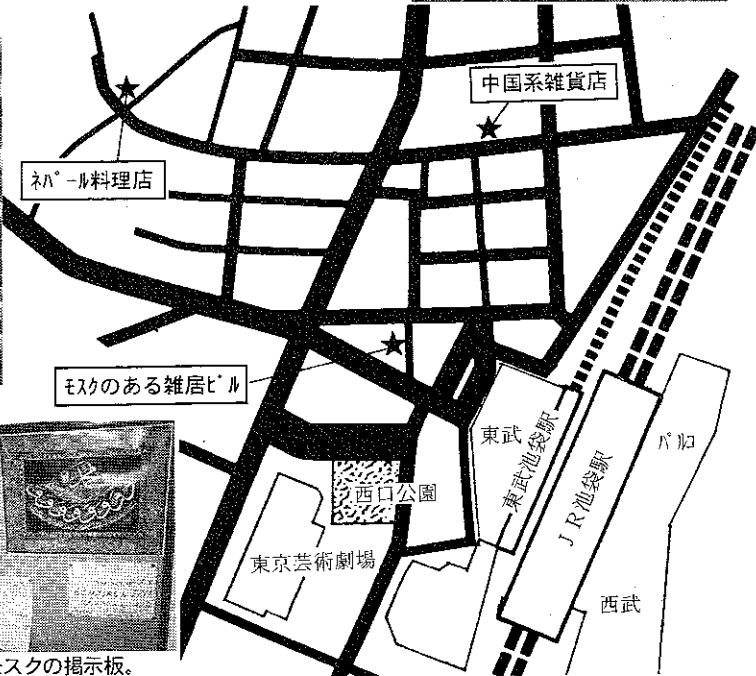 中国系雑貨店
ネパール料理店
モスクのある雑居ビル
東武
東武池袋駅
パルコ
JR池袋駅
西口公園
東京芸術劇場
西武
モスクの掲示板。